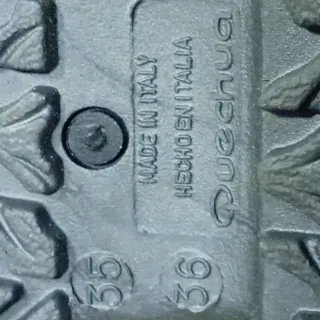 MADE IN ITALY
HECHO EN ITALIA
Quechua
35
36